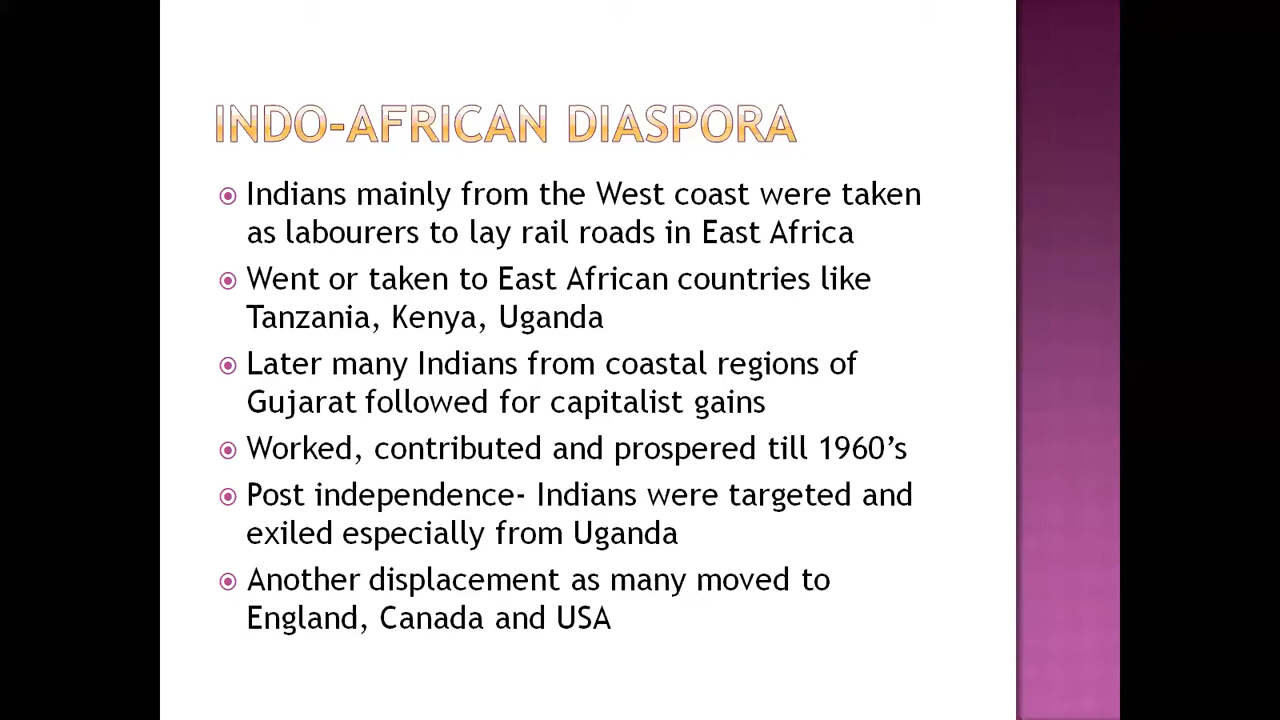 INDO-AFRICAN DIASPORA
Indians mainly from the West coast were taken
as labourers to lay rail roads in East Africa
Went or taken to East African countries like
Tanzania, Kenya, Uganda
Later many Indians from coastal regions of
Gujarat followed for capitalist gains
Worked, contributed and prospered till 1960’s
Post independence- Indians were targeted and
exiled especially from Uganda
Another displacement as many moved to
England, Canada and USA